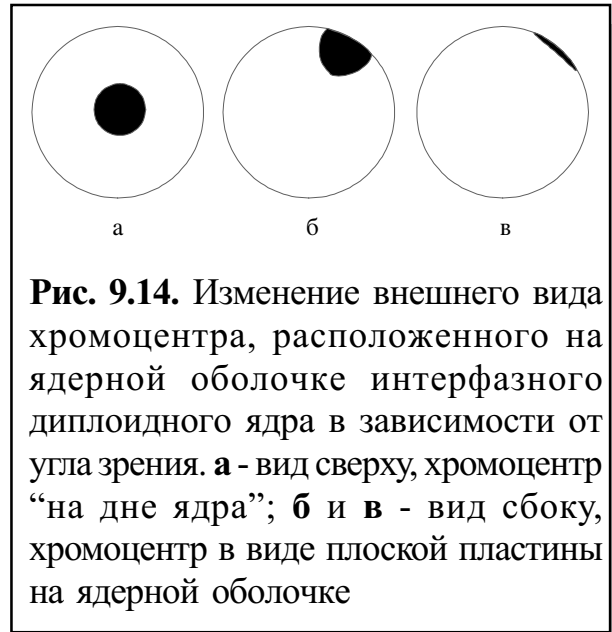 а б в
Рис. 9.14. Изменение внешнего вида
хромоцентра, расположенного на
ядерной оболочке интерфазного
диплоидного ядра в зависимости от
угла зрения. а - вид сверху, хромоцентр
“на дне ядра”; б и в - вид сбоку,
хромоцентр в виде плоской пластины
на ядерной оболочке